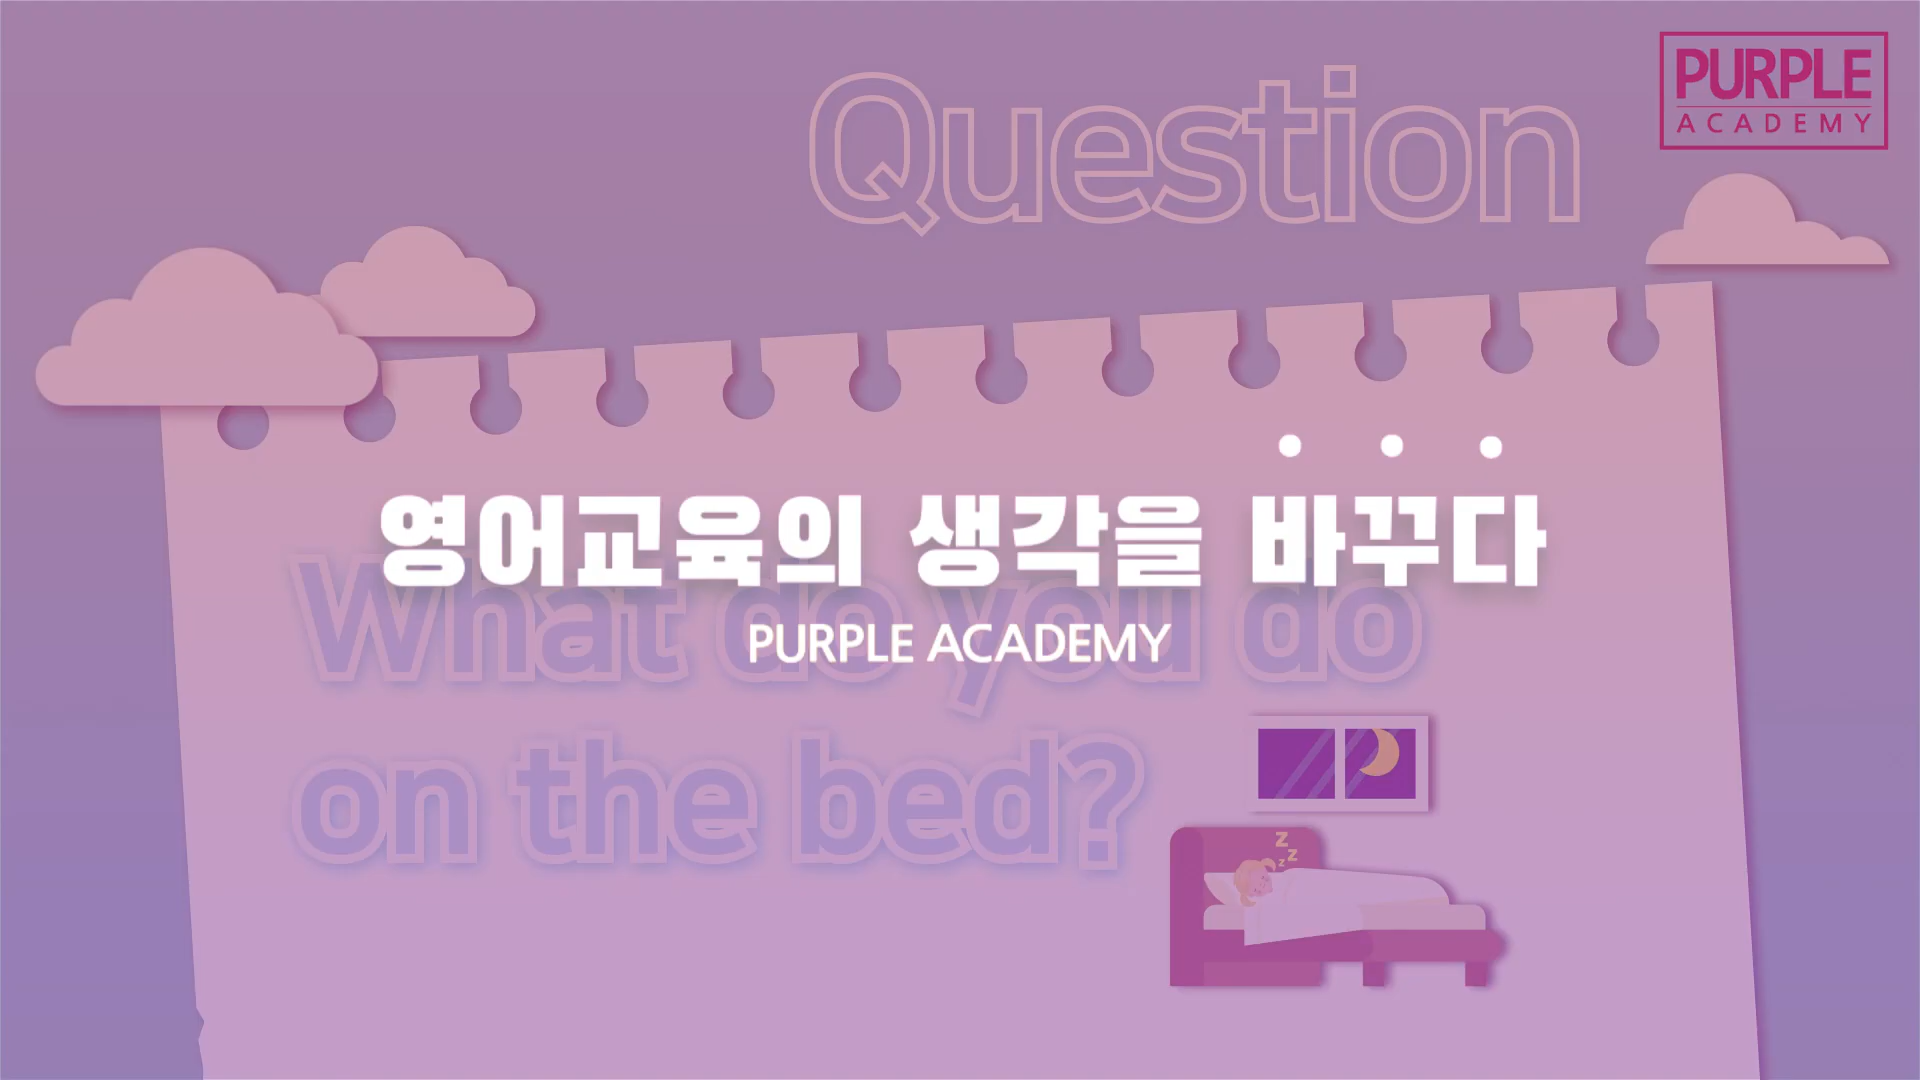 Question
PURPLE
ACADEMY
영어교육의 생각을 바꾸다
What do you do
PURPLE ACADEMY
on the bed?
z
z
z